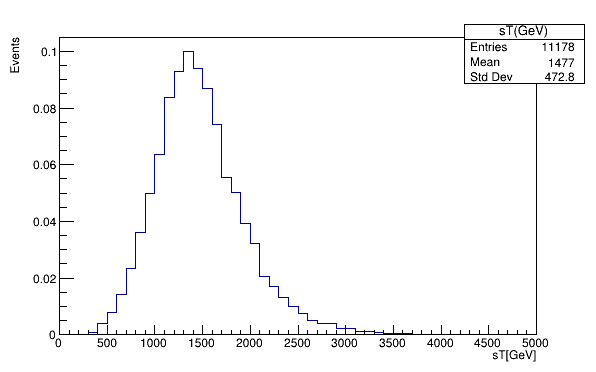 sT(GeV)
Entries 11178
Mean 1477
Std Dev 472.8
Events
0.1
0.08
0.06
0.04
0.02
0
0 500 1000 1500 2000 2500 3000 3500 4000 4500 5000
sT[GeV]